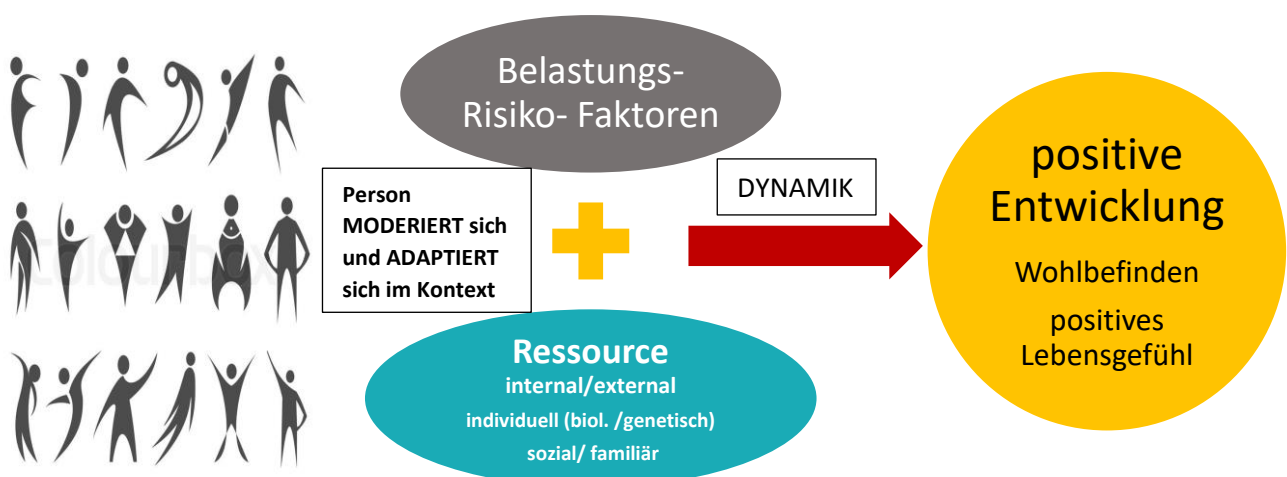 Belastungs-
Risiko- Faktoren
Person
MODERIERT sich
und ADAPTIERT
sich im Kontext
DYNAMIK
Ressource
internal/external
individuell (biol. /genetisch)
sozial/ familiär
positive
Entwicklung
Wohlbefinden
positives
Lebensgefühl
colourbox